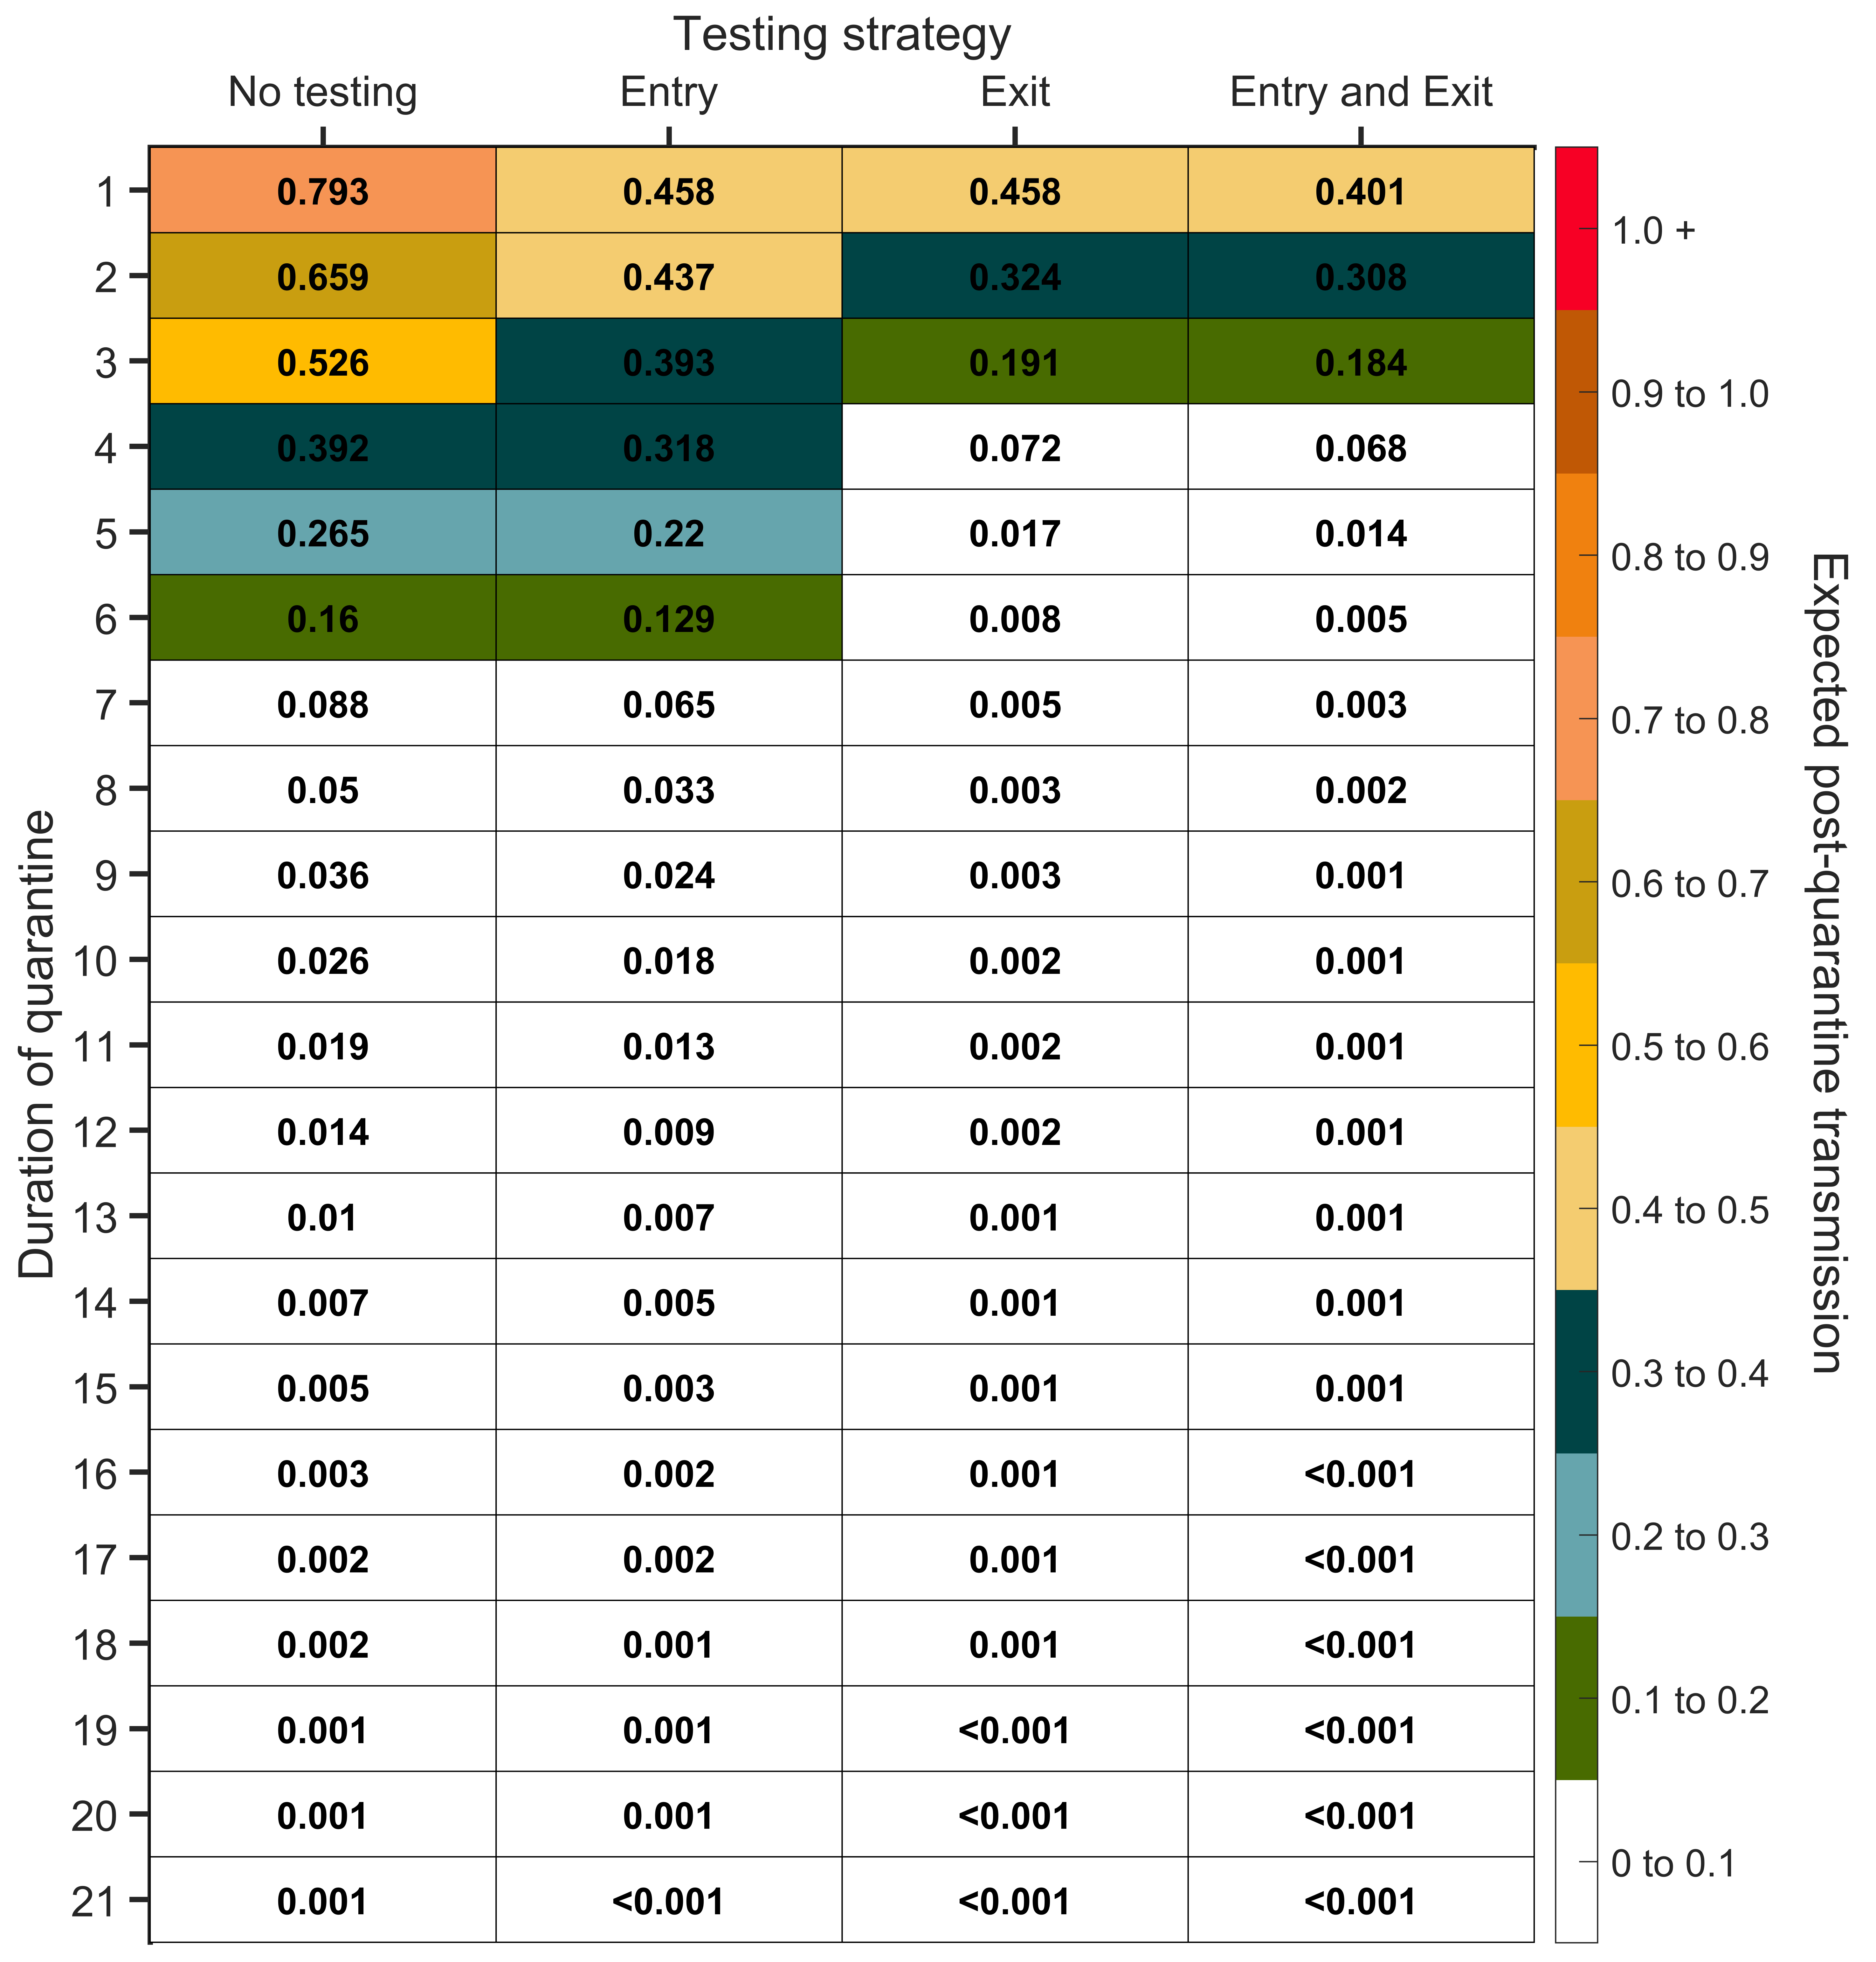 Testing strategy
No testing Entry Exit Entry and Exit
1 0.793 0.458 0.458 0.401
2 0.659 0.437 0.324 0.308
3 0.526 0.393 0.191 0.184
4 0.392 0.318 0.072 0.068
5 0.265 0.22 0.017 0.014
6 0.16 0.129 0.008 0.005
7 0.088 0.065 0.005 0.003
8 0.05 0.033 0.003 0.002
9 0.036 0.024 0.003 0.001
10 0.026 0.018 0.002 0.001
11 0.019 0.013 0.002 0.001
12 0.014 0.009 0.002 0.001
13 0.01 0.007 0.001 0.001
14 0.007 0.005 0.001 0.001
15 0.005 0.003 0.001 0.001
16 0.003 0.002 0.001 <0.001
17 0.002 0.002 0.001 <0.001
18 0.002 0.001 0.001 <0.001
19 0.001 0.001 <0.001 <0.001
20 0.001 0.001 <0.001 <0.001
21 0.001 <0.001 <0.001 <0.001
Duration of quarantine
1.0 +
0.9 to 1.0
0.8 to 0.9
0.7 to 0.8
0.6 to 0.7
0.5 to 0.6
0.4 to 0.5
0.3 to 0.4
0.2 to 0.3
0.1 to 0.2
0 to 0.1
Expected post-quarantine transmission